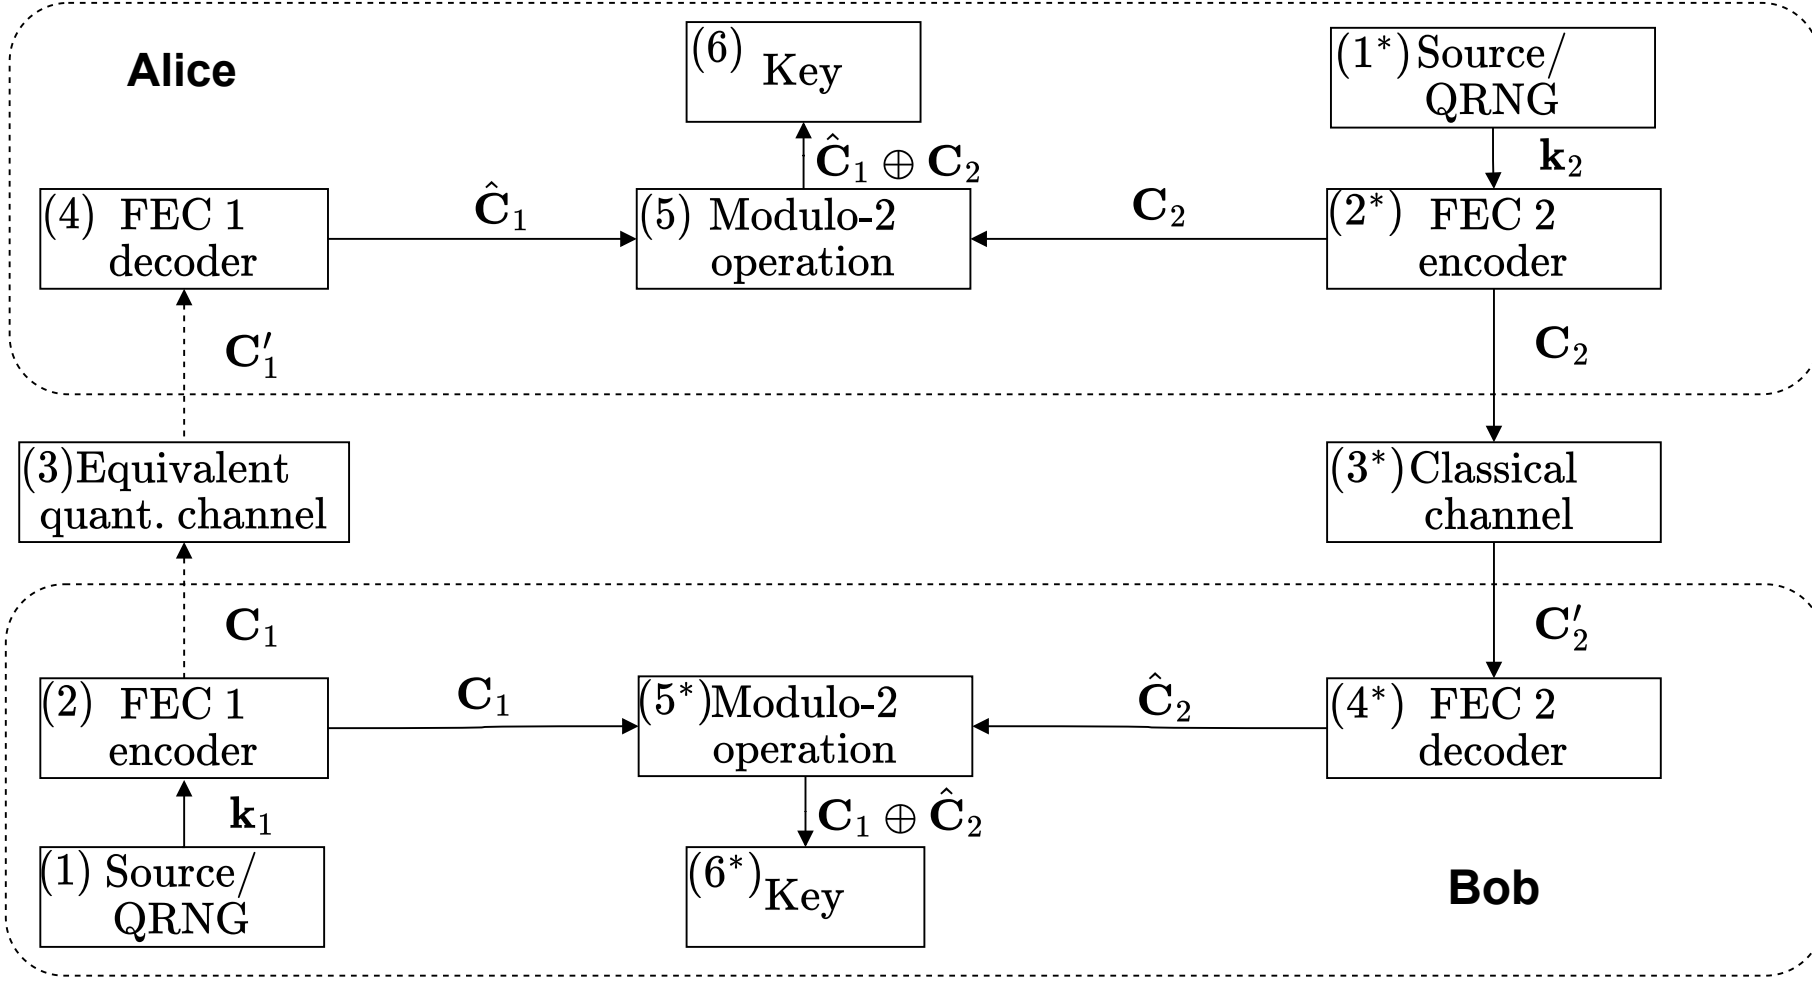 Alice
(6) Key
(1*) Source/
QRNG
Ĉ₁ ⊕ C₂
k₂
(4) FEC 1
decoder
Ĉ₁
(5) Modulo-2
operation
C₂
(2*) FEC 2
encoder
C′₁
C₂
(3) Equivalent
quant. channel
(3*) Classical
channel
C₁
C′₂
(2) FEC 1
encoder
C₁
(5*) Modulo-2
operation
Ĉ₂
(4*) FEC 2
decoder
k₁
C₁ ⊕ Ĉ₂
(1) Source/
QRNG
(6*) Key
Bob